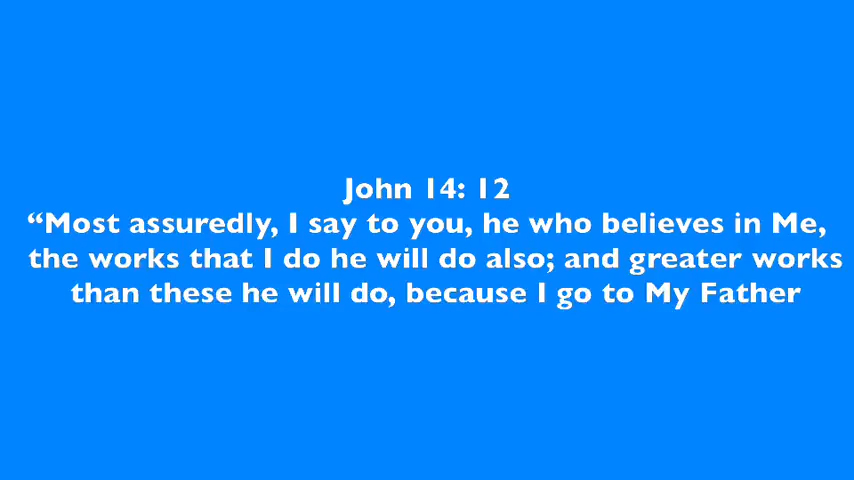 John 14: 12
“Most assuredly, I say to you, he who believes in Me,
the works that I do he will do also; and greater works
than these he will do, because I go to My Father